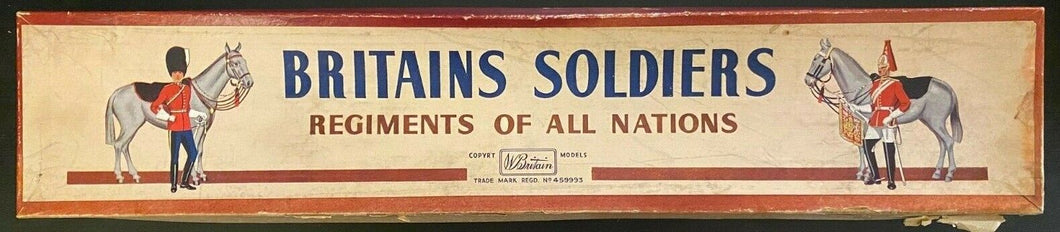 BRITAINS SOLDIERS
REGIMENTS OF ALL NATIONS
COPYRT W Britain MODELS
TRADE MARK REGD. Nº 459993